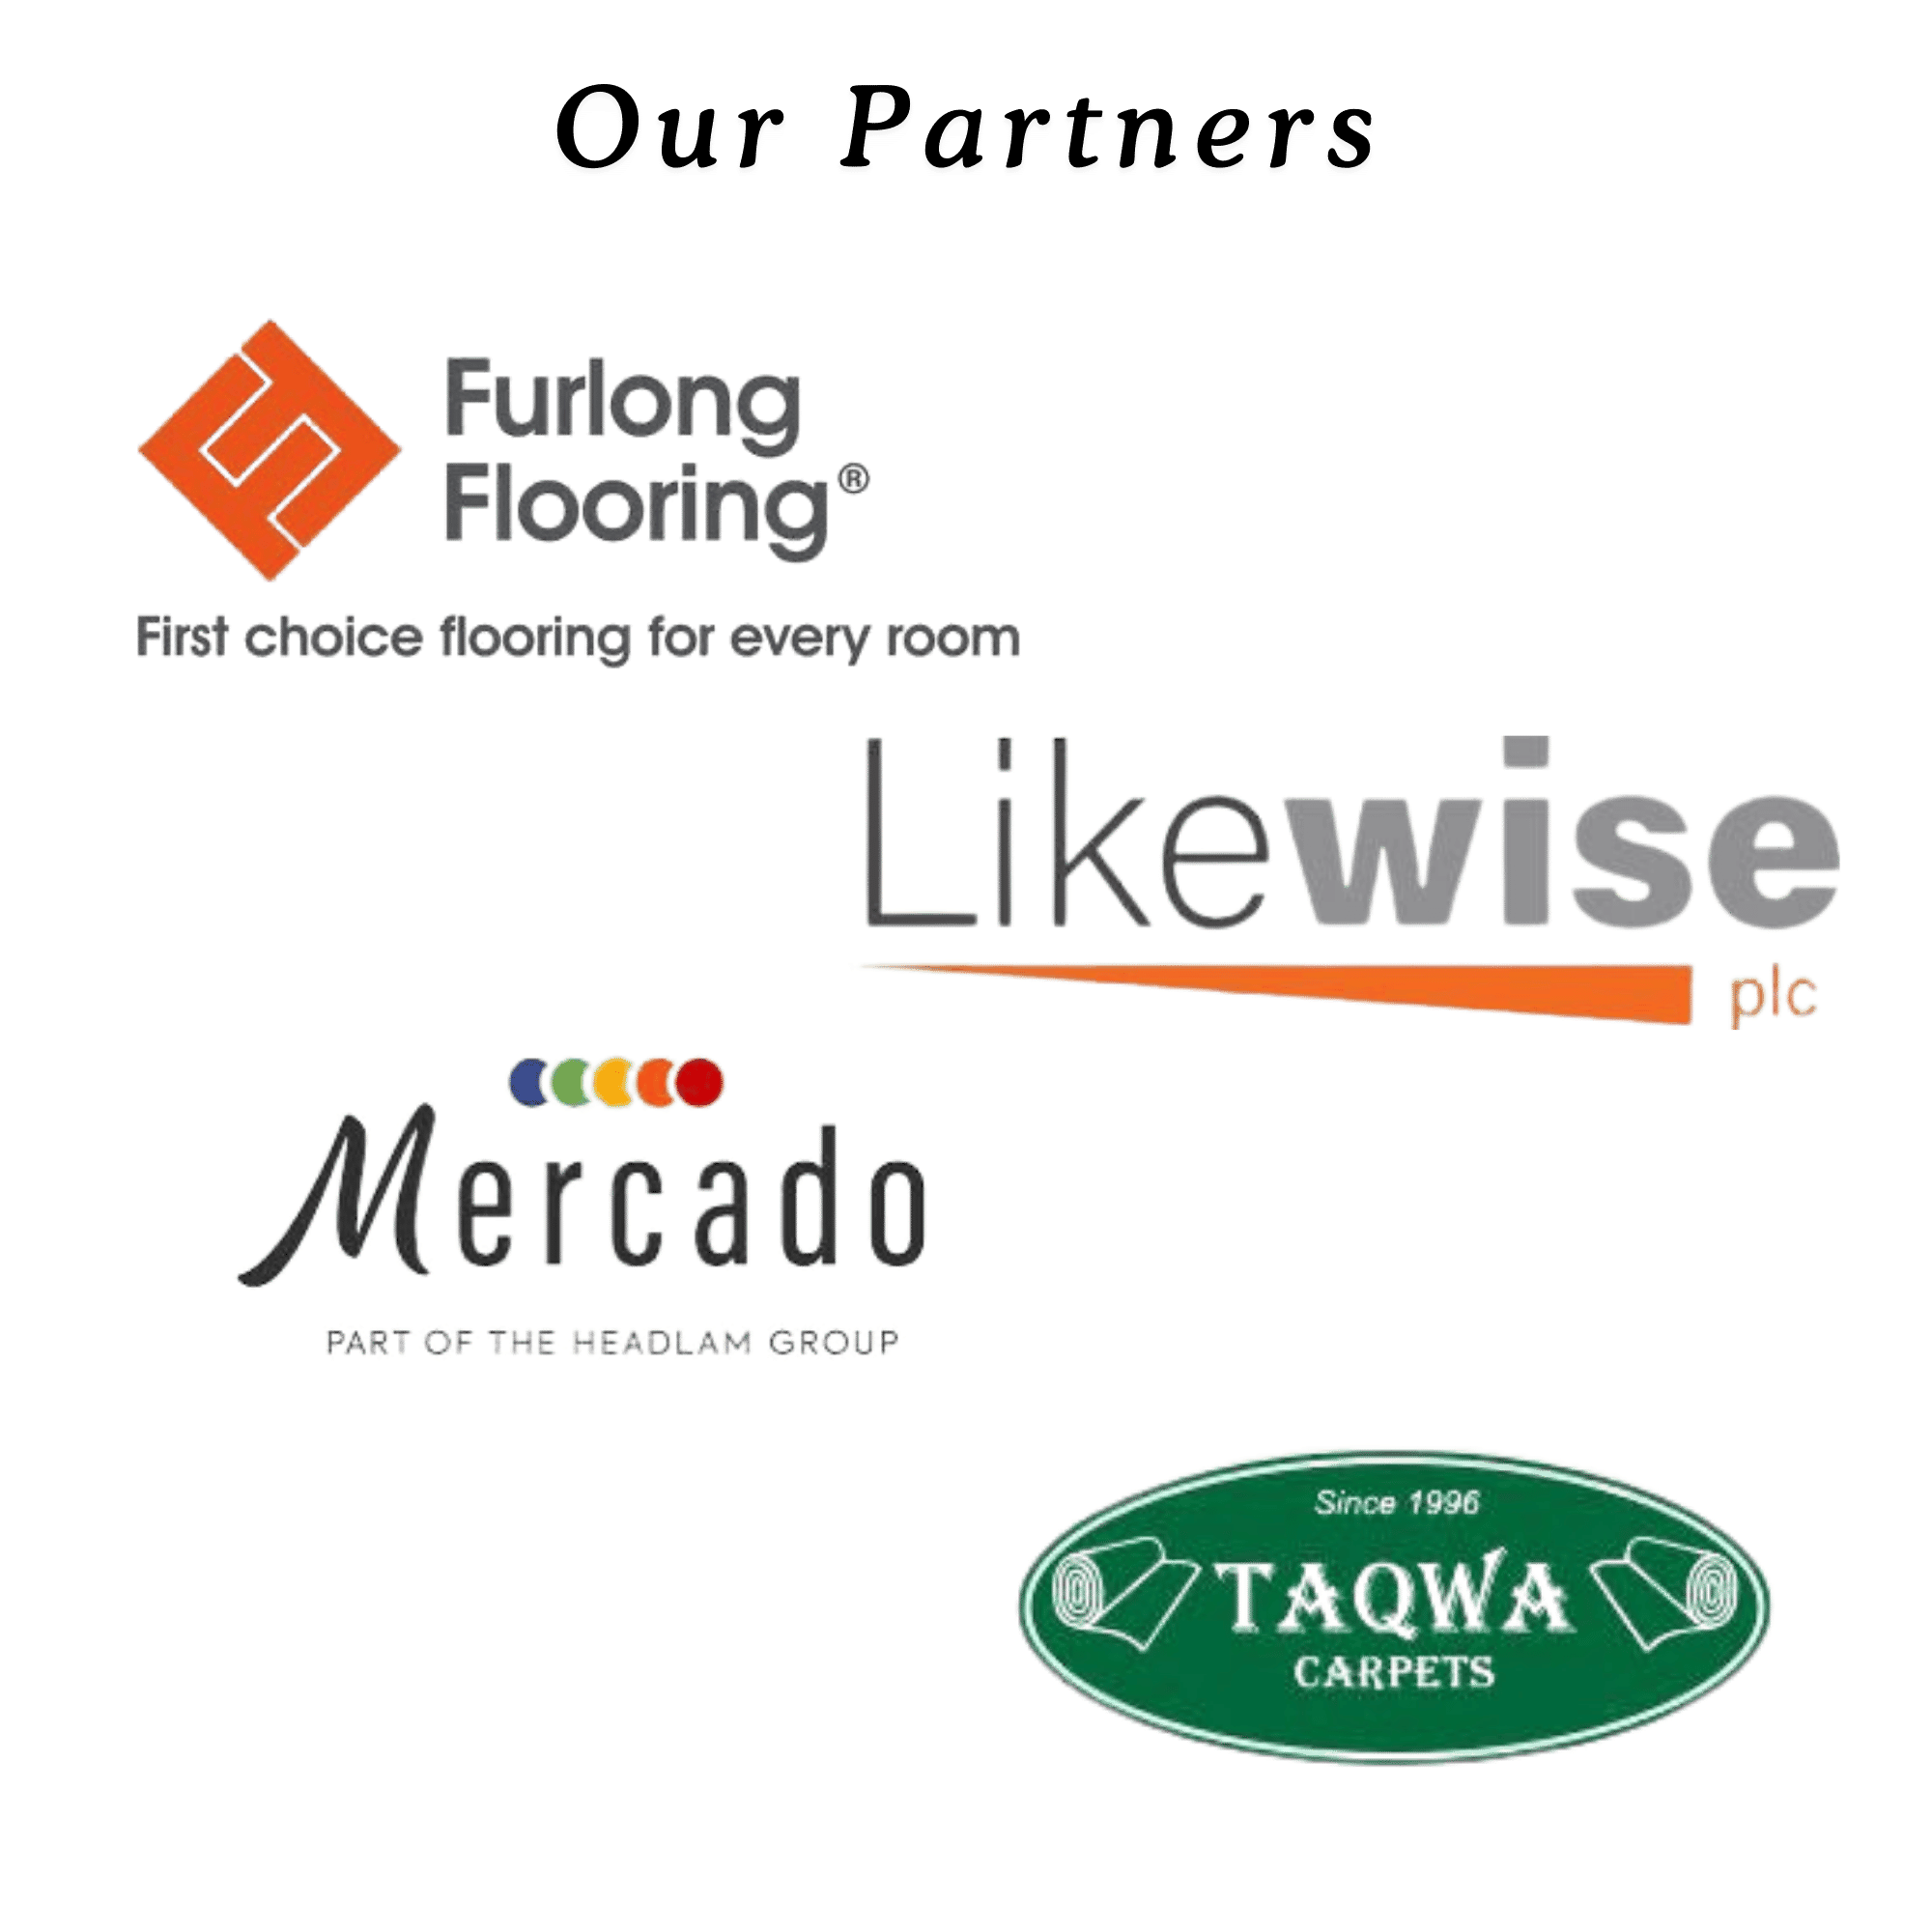 Our Partners
Furlong
Flooring®
First choice flooring for every room
Likewise
plc
Mercado
PART OF THE HEADLAM GROUP
Since 1996
TAQWA
CARPETS